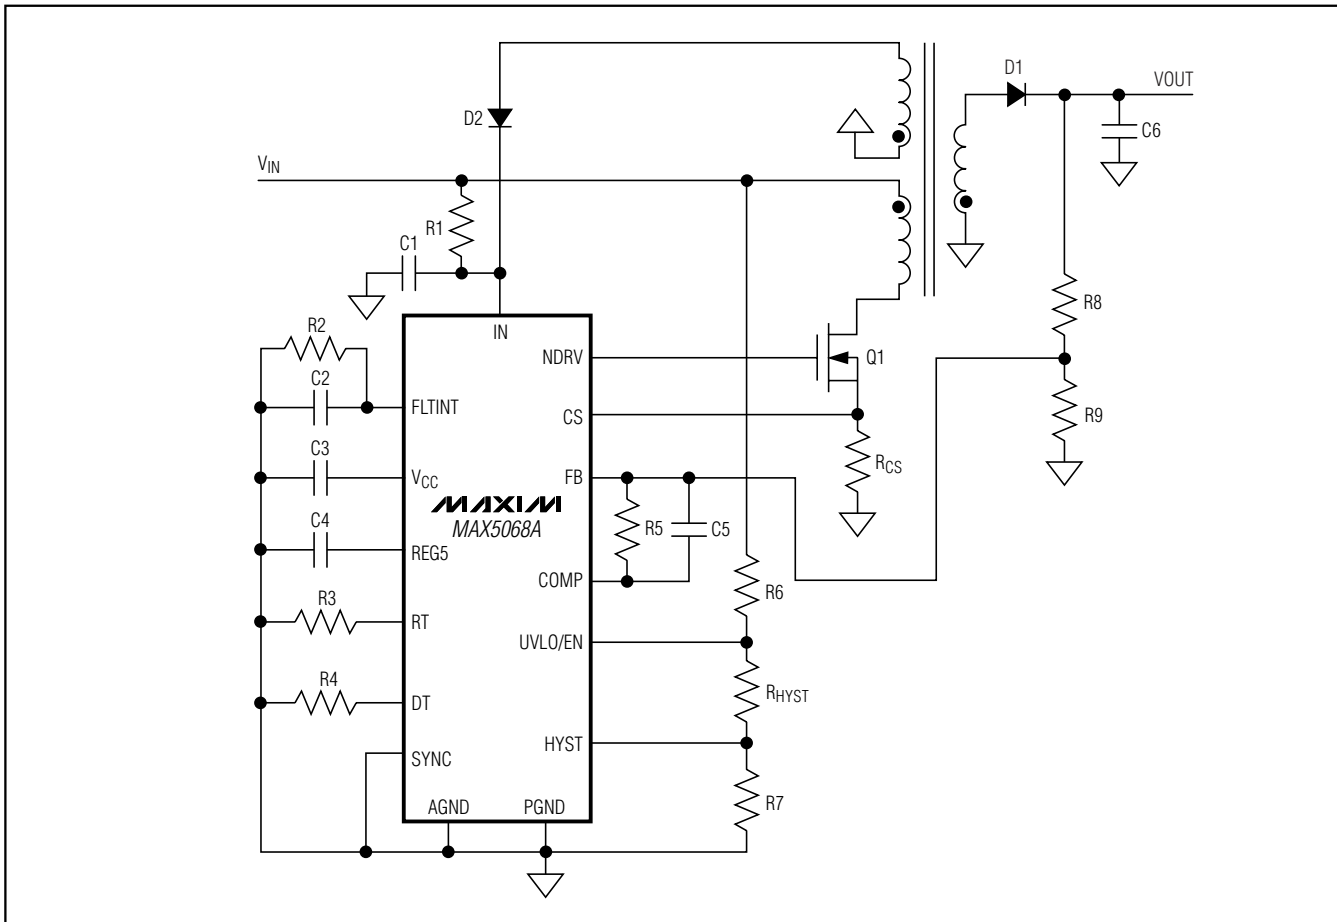 D1
VOUT
D2
C6
VIN
R1
C1
R8
R2
IN
NDRV
Q1
C2
FLTINT
CS
R9
C3
RCS
FB
VCC
MAXIM
MAX5068A
R5
C5
C4
REG5
COMP
R6
R3
RT
UVLO/EN
R4
RHYST
DT
HYST
SYNC
R7
AGND
PGND